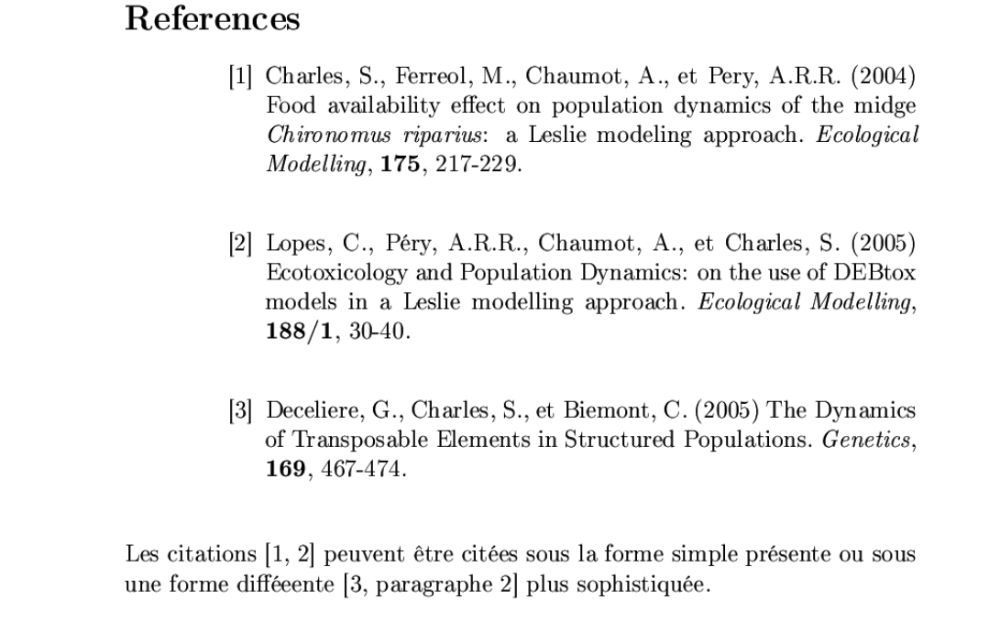 References
[1] Charles, S., Ferreol, M., Chaumot, A., et Pery, A.R.R. (2004)
Food availability effect on population dynamics of the midge
Chironomus riparius: a Leslie modeling approach. Ecological
Modelling, 175, 217-229.
[2] Lopes, C., Péry, A.R.R., Chaumot, A., et Charles, S. (2005)
Ecotoxicology and Population Dynamics: on the use of DEBtox
models in a Leslie modelling approach. Ecological Modelling,
188/1, 30-40.
[3] Deceliere, G., Charles, S., et Biemont, C. (2005) The Dynamics
of Transposable Elements in Structured Populations. Genetics,
169, 467-474.
Les citations [1, 2] peuvent être citées sous la forme simple présente ou sous
une forme difféeente [3, paragraphe 2] plus sophistiquée.